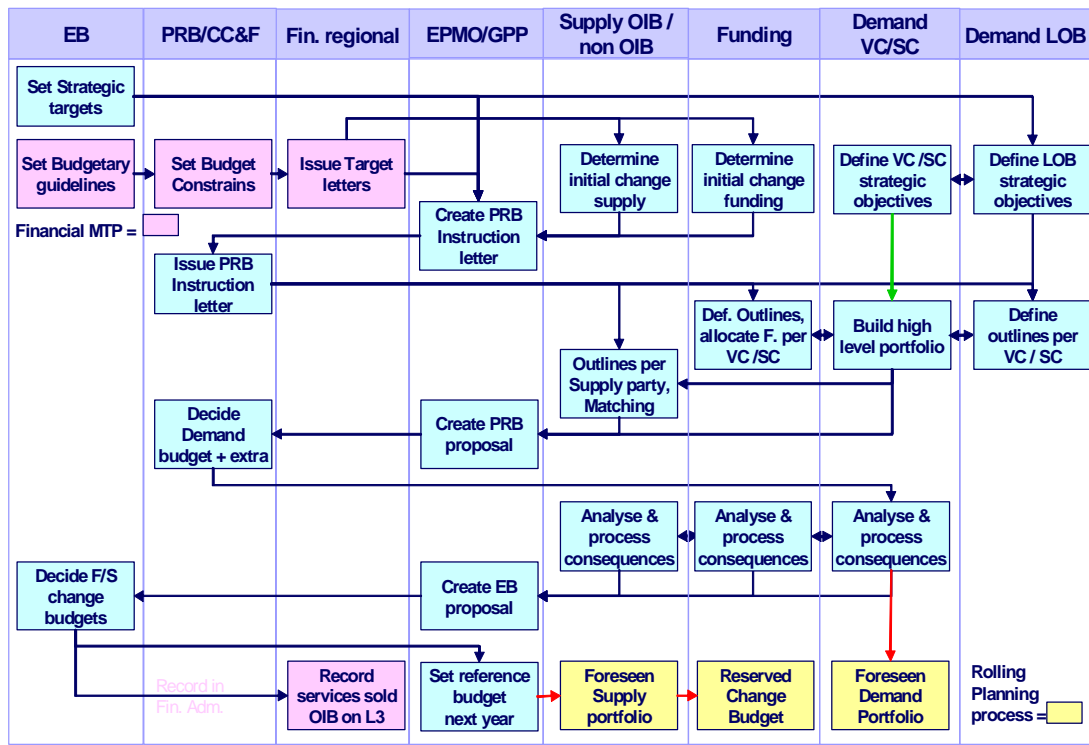 EB
PRB/CC&F
Fin. regional
EPMO/GPP
Supply OIB /
non OIB
Funding
Demand
VC/SC
Demand LOB
Set Strategic
targets
Set Budgetary
guidelines
Set Budget
Constrains
Issue Target
letters
Determine
initial change
supply
Determine
initial change
funding
Define VC /SC
strategic
objectives
Define LOB
strategic
objectives
Financial MTP =
Create PRB
Instruction
letter
Issue PRB
Instruction
letter
Def. Outlines,
allocate F. per
VC /SC
Build high
level portfolio
Define
outlines per
VC / SC
Outlines per
Supply party,
Matching
Decide
Demand
budget + extra
Create PRB
proposal
Analyse &
process
consequences
Analyse &
process
consequences
Analyse &
process
consequences
Decide F/S
change
budgets
Create EB
proposal
Record in
Fin. Adm.
Record
services sold
OIB on L3
Set reference
budget
next year
Foreseen
Supply
portfolio
Reserved
Change
Budget
Foreseen
Demand
Portfolio
Rolling
Planning
process =